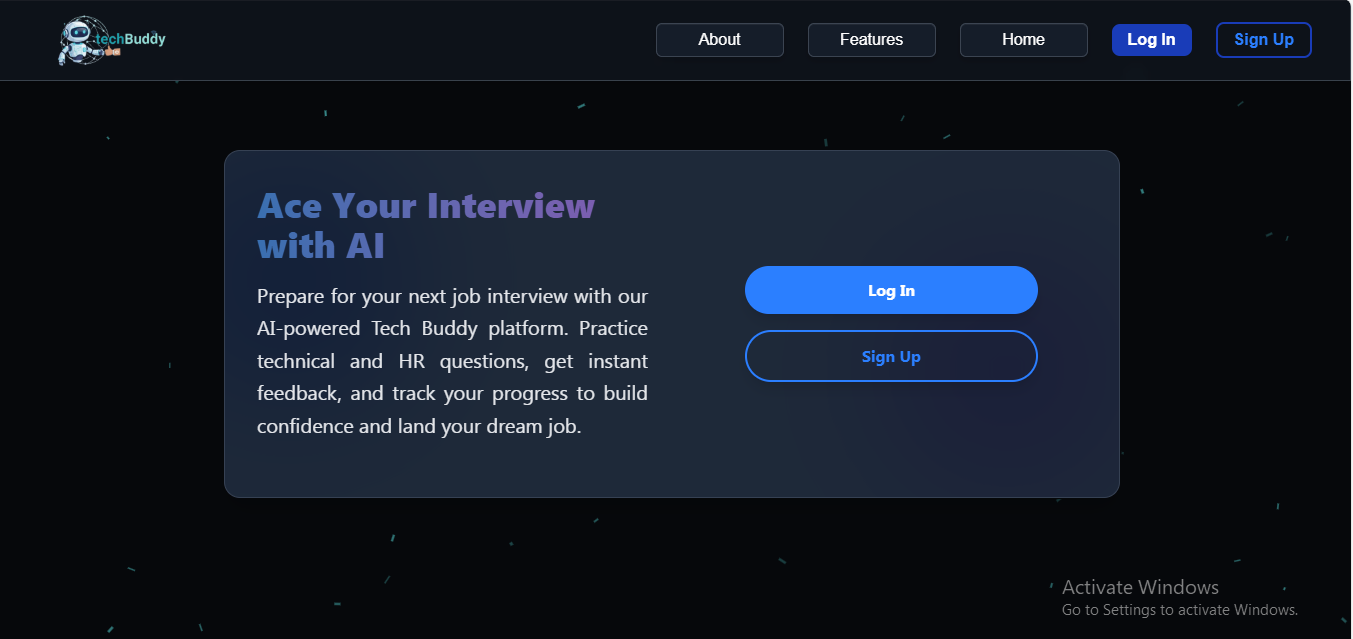 techBuddy
About
Features
Home
Log In
Sign Up
Ace Your Interview
with AI
Prepare for your next job interview with our
AI-powered Tech Buddy platform. Practice
technical and HR questions, get instant
feedback, and track your progress to build
confidence and land your dream job.
Log In
Sign Up
Activate Windows
Go to Settings to activate Windows.